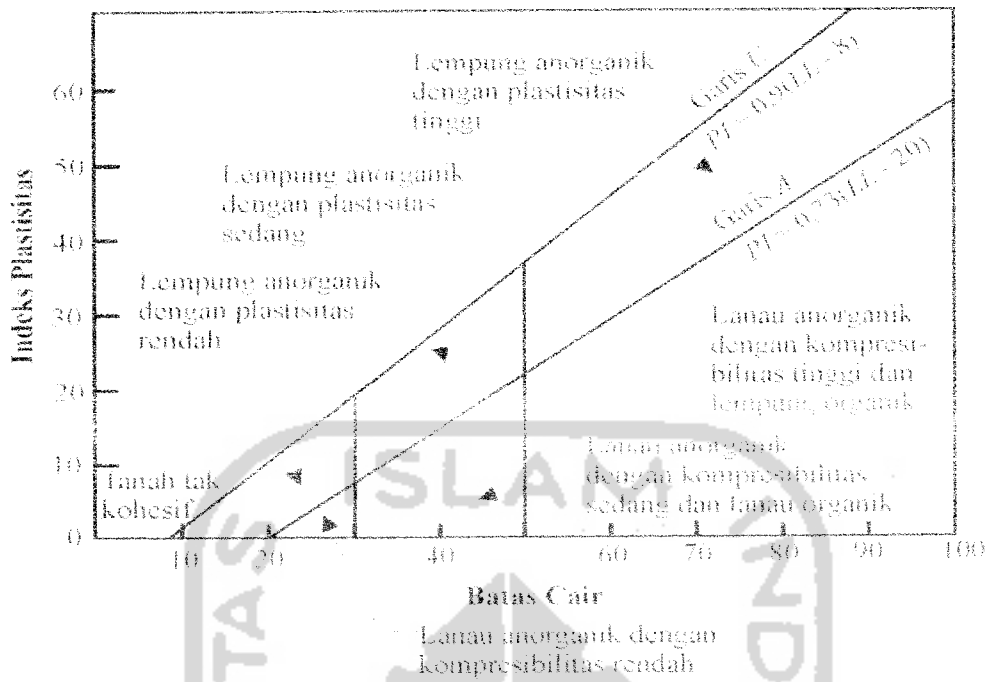 Indeks Plastisitas
60
50
40
30
20
10
0
Lempung anorganik
dengan plastisitas
tinggi
Lempung anorganik
dengan plastisitas
sedang
Lempung anorganik
dengan plastisitas
rendah
Tanah tak
kohesif
Garis U
PI = 0,9(LL - 8)
Garis A
PI = 0,73(LL - 20)
Lanau anorganik
dengan kompresi-
bilitas tinggi dan
lempung organik
Lanau anorganik
dengan kompresibilitas
sedang dan lanau organik
10 20 40 50 60 70 80 90 100
Batas Cair
Lanau anorganik dengan
kompresibilitas rendah
ISLAM
TAS